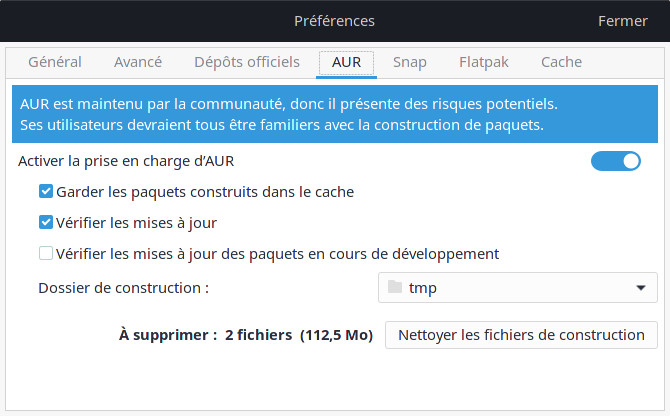 Préférences
Fermer
Général Avancé Dépôts officiels AUR Snap Flatpak Cache
AUR est maintenu par la communauté, donc il présente des risques potentiels.
Ses utilisateurs devraient tous être familiers avec la construction de paquets.
Activer la prise en charge d’AUR
Garder les paquets construits dans le cache
Vérifier les mises à jour
Vérifier les mises à jour des paquets en cours de développement
Dossier de construction : tmp
À supprimer : 2 fichiers (112,5 Mo) Nettoyer les fichiers de construction